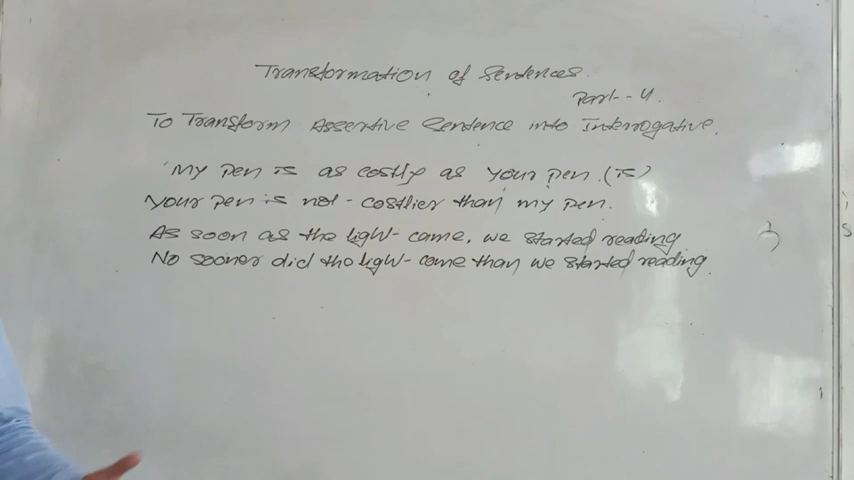 Transformation of Sentences.
Part-4.
To Transform Assertive Sentence into Interrogative.
My pen is as costly as your pen. (is)
Your pen is not costlier than my pen.
As soon as the light came, we started reading
No sooner did the light come than we started reading.